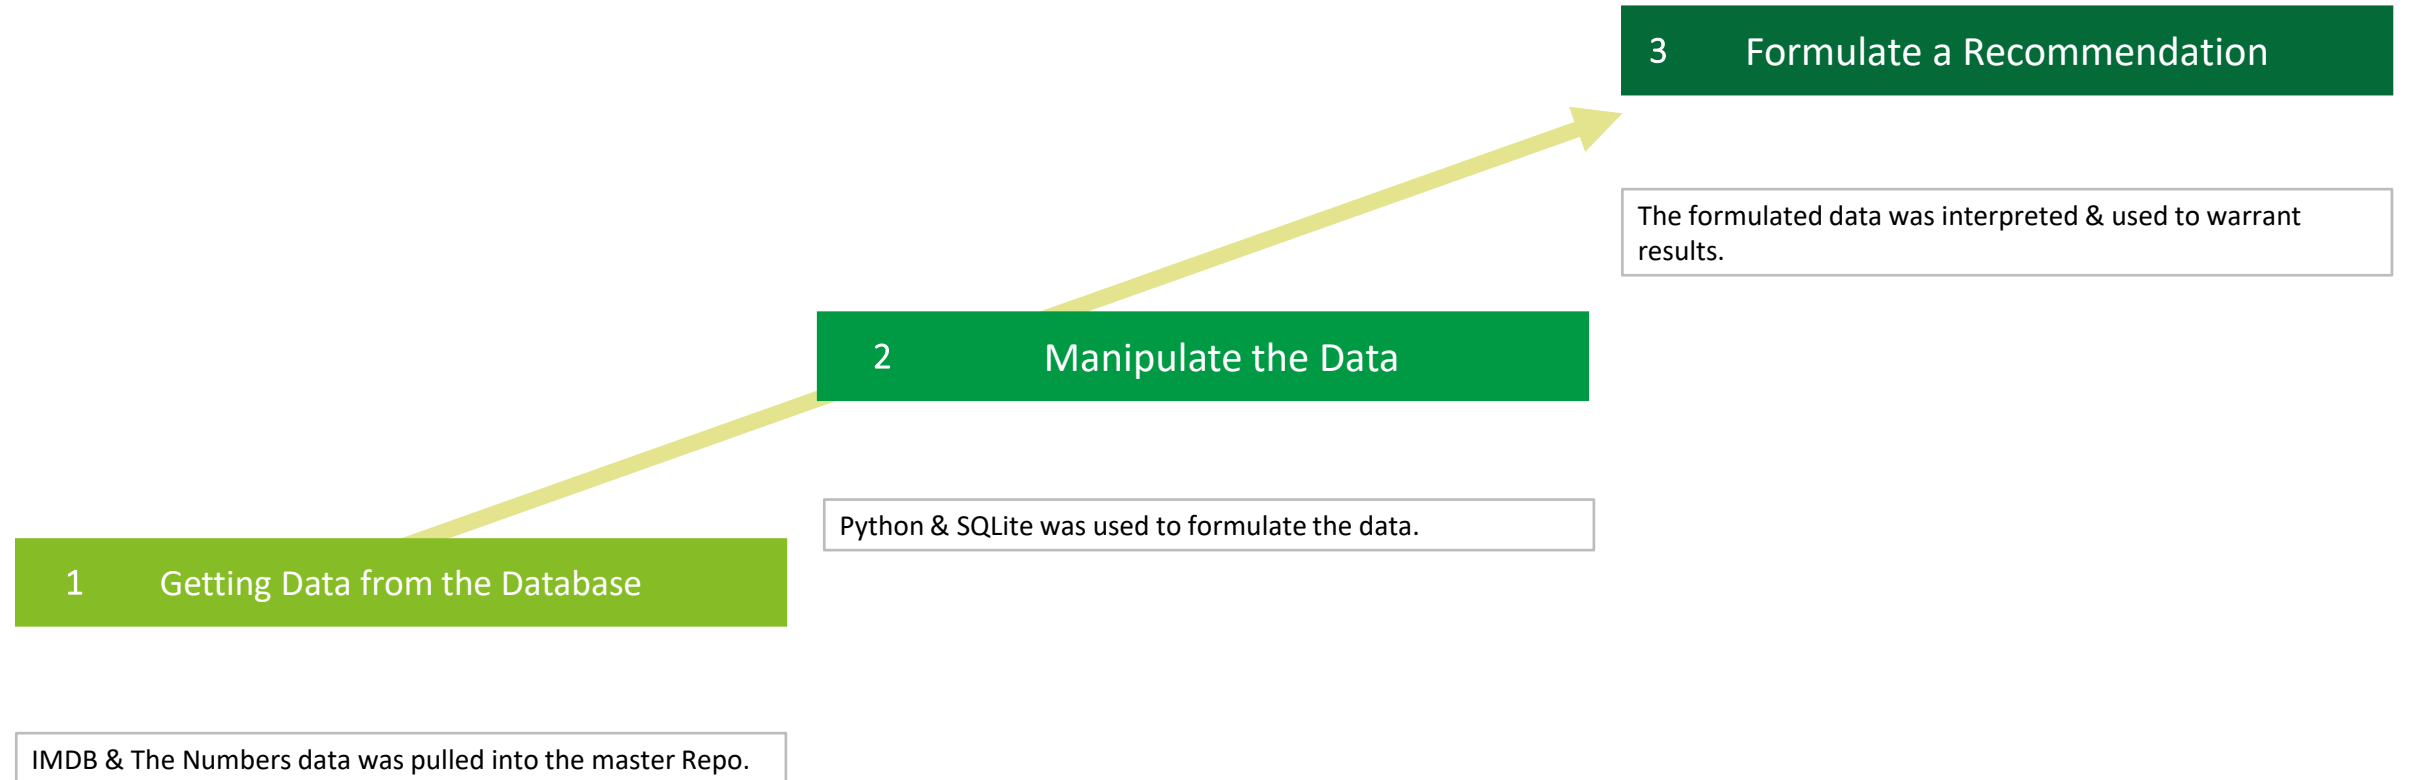 3 Formulate a Recommendation
The formulated data was interpreted & used to warrant
results.
2 Manipulate the Data
Python & SQLite was used to formulate the data.
1 Getting Data from the Database
IMDB & The Numbers data was pulled into the master Repo.